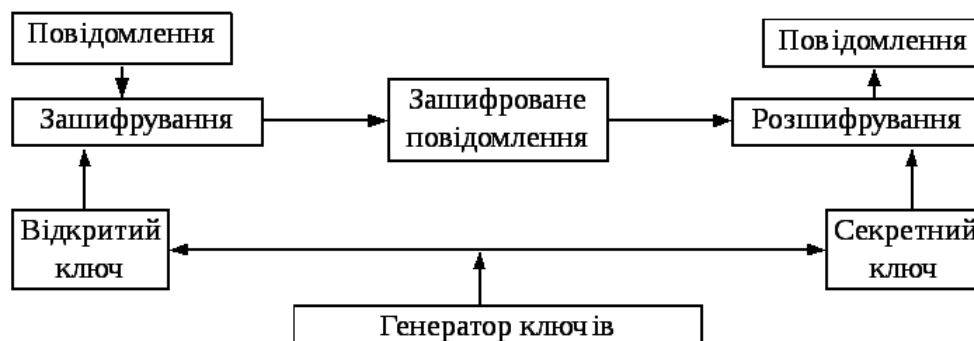 Повідомлення
Повідомлення
Зашифрування
Зашифроване
повідомлення
Розшифрування
Відкритий
ключ
Секретний
ключ
Генератор ключів